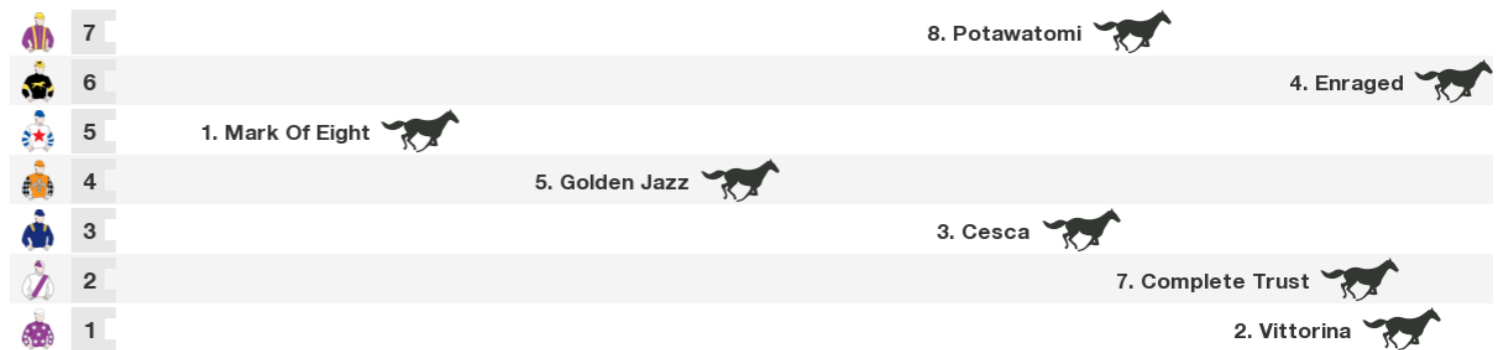 7 8. Potawatomi
6 4. Enraged
5 1. Mark Of Eight
4 5. Golden Jazz
3 3. Cesca
2 7. Complete Trust
1 2. Vittorina